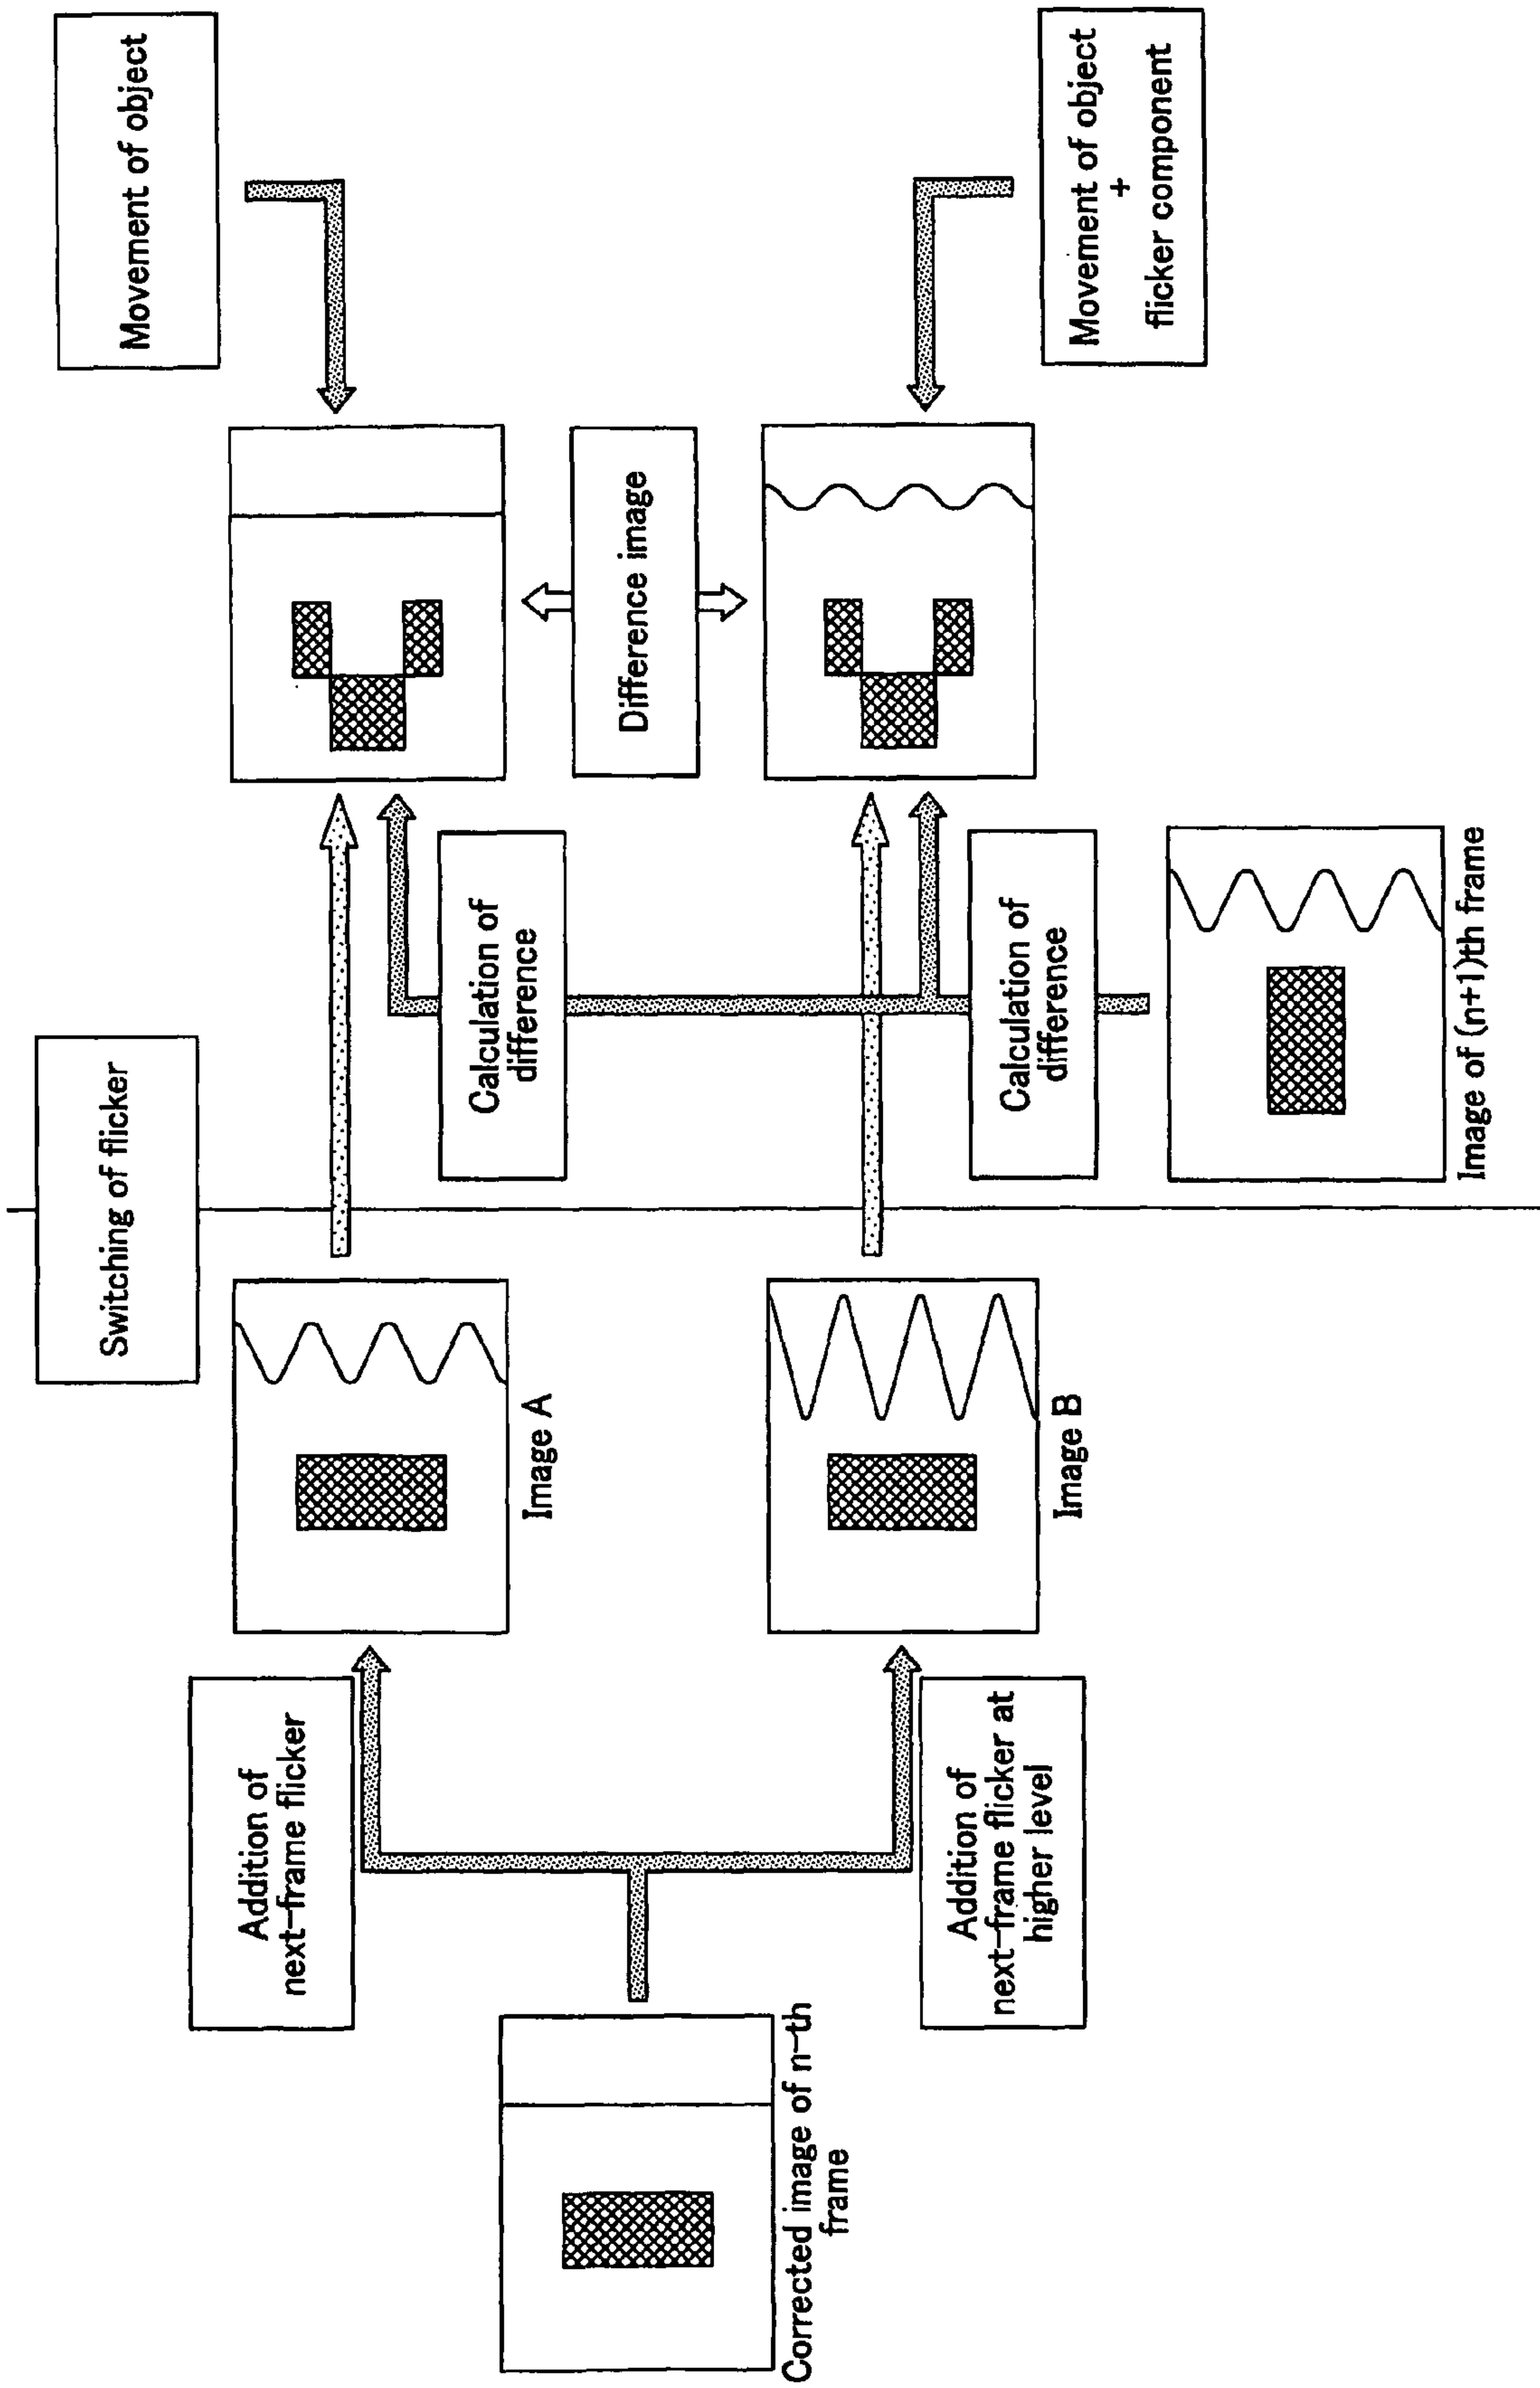 Switching of flicker
Movement of object
Addition of
next-frame flicker
Image A
Calculation of
difference
Difference image
Corrected image of n-th
frame
Addition of
next-frame flicker at
higher level
Image B
Calculation of
difference
Movement of object
+
flicker component
Image of (n+1)th frame